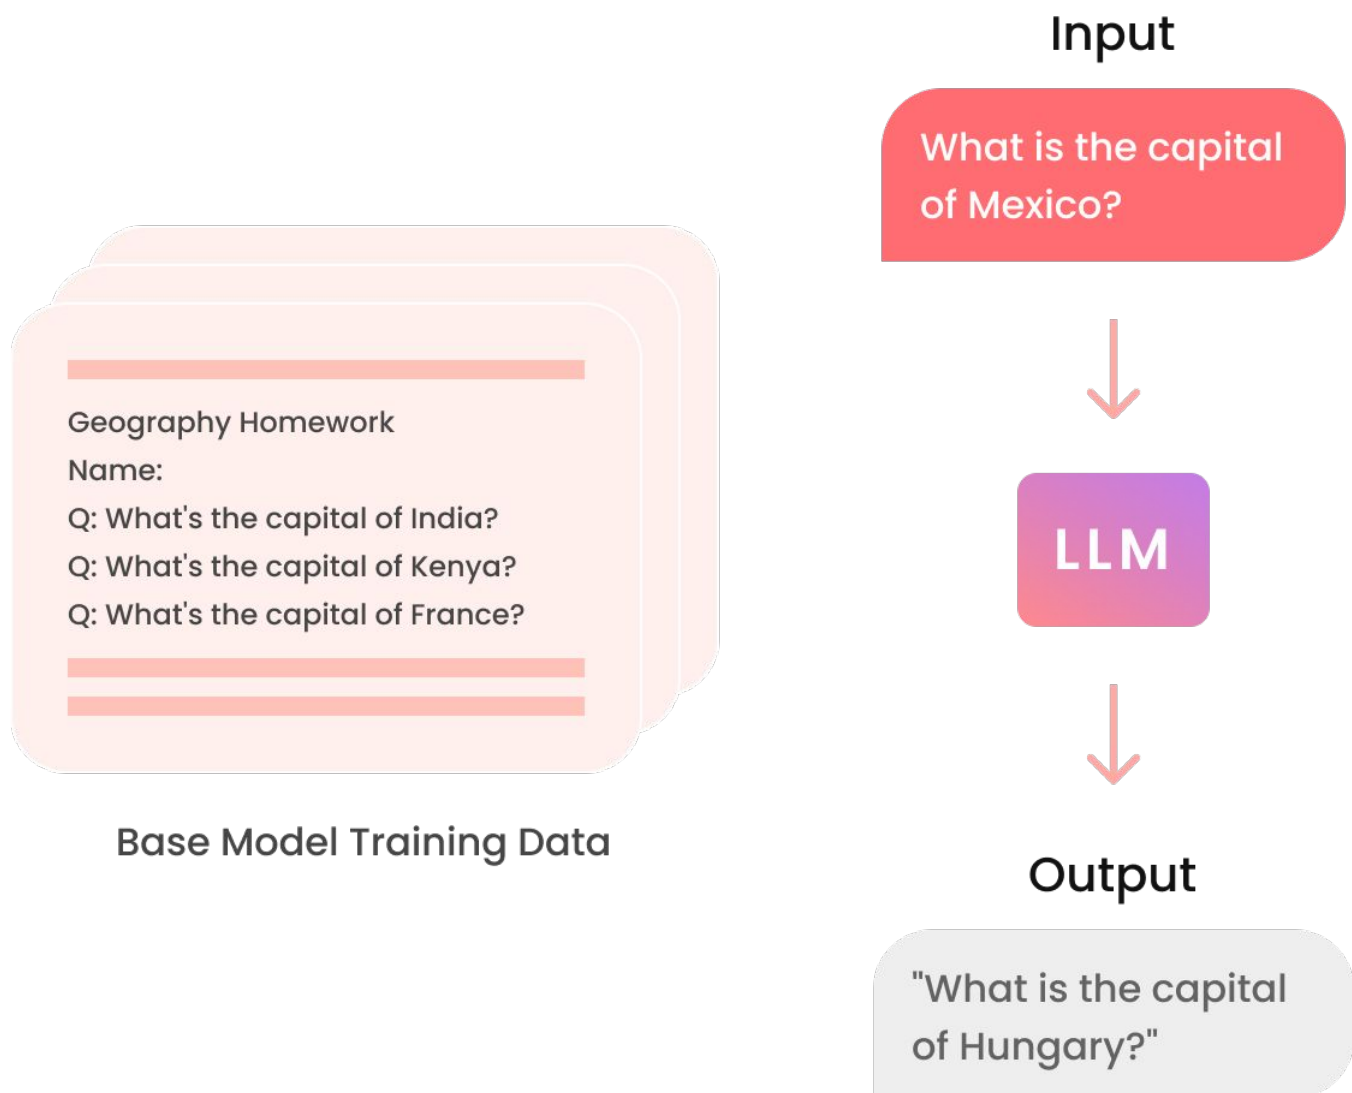 Input
What is the capital
of Mexico?
Geography Homework
Name:
Q: What's the capital of India?
Q: What's the capital of Kenya?
Q: What's the capital of France?
LLM
Base Model Training Data
Output
"What is the capital
of Hungary?"